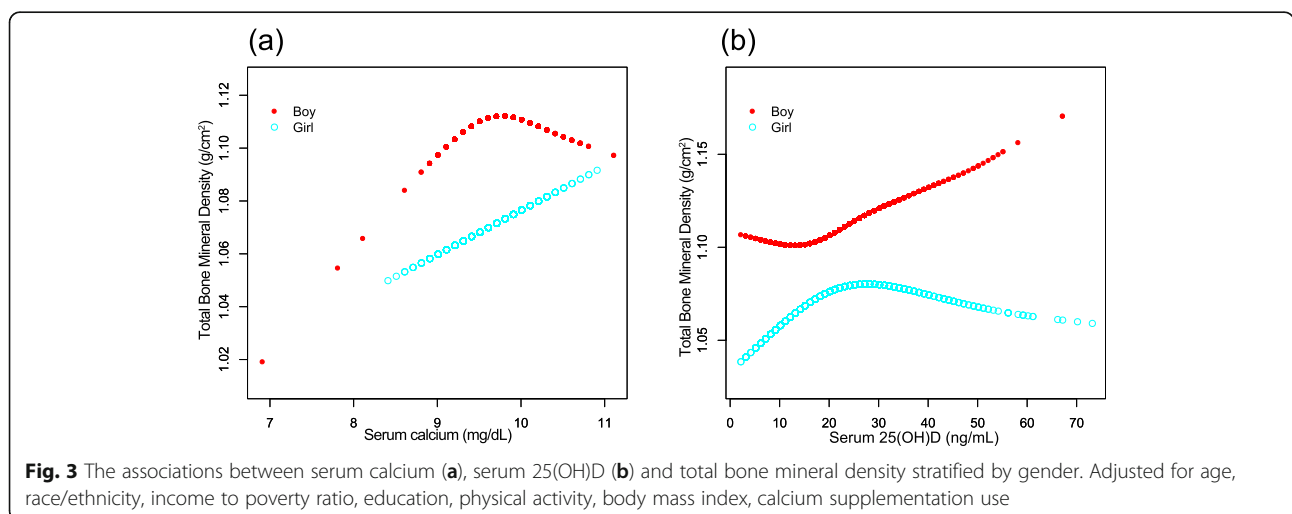 (a)
Total Bone Mineral Density (g/cm²)
1.12
1.10
1.08
1.06
1.04
1.02
Boy
Girl
7 8 9 10 11
Serum calcium (mg/dL)
(b)
Total Bone Mineral Density (g/cm²)
1.15
1.10
1.05
Boy
Girl
0 10 20 30 40 50 60 70
Serum 25(OH)D (ng/mL)
Fig. 3 The associations between serum calcium (a), serum 25(OH)D (b) and total bone mineral density stratified by gender. Adjusted for age,
race/ethnicity, income to poverty ratio, education, physical activity, body mass index, calcium supplementation use